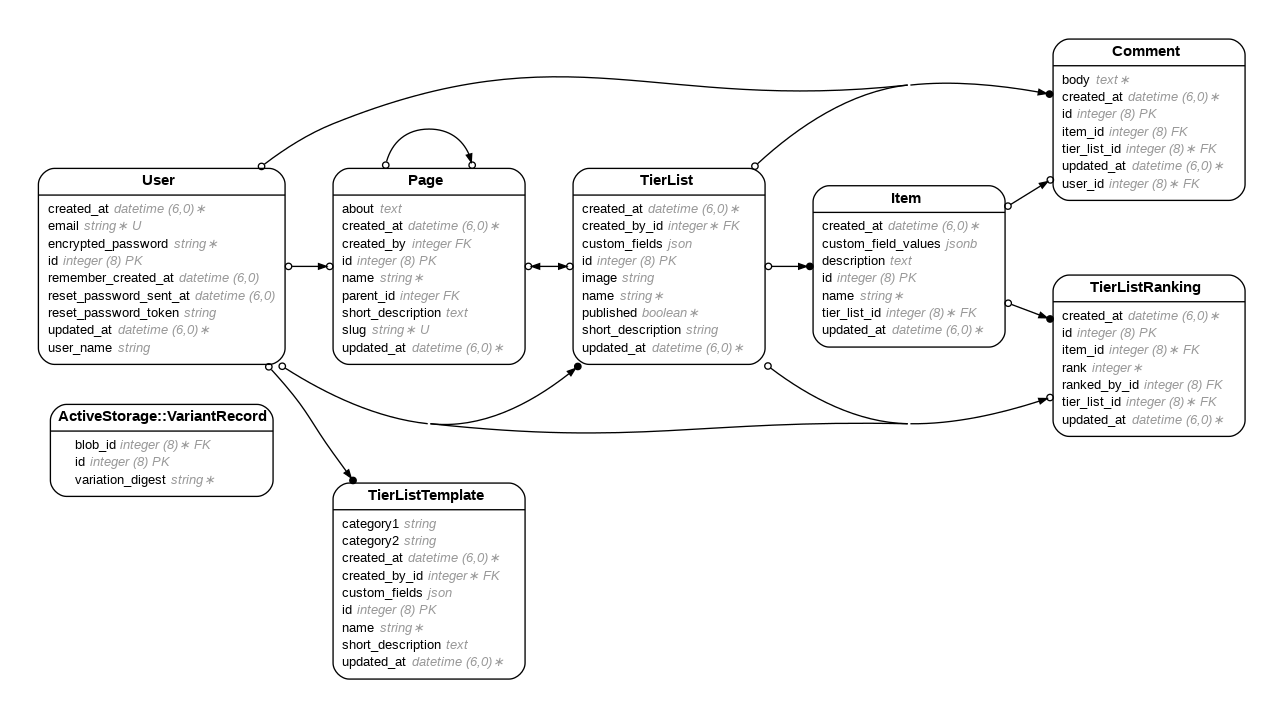 User
created_at datetime (6,0)∗
email string∗ U
encrypted_password string∗
id integer (8) PK
remember_created_at datetime (6,0)
reset_password_sent_at datetime (6,0)
reset_password_token string
updated_at datetime (6,0)∗
user_name string
Page
about text
created_at datetime (6,0)∗
created_by integer FK
id integer (8) PK
name string∗
parent_id integer FK
short_description text
slug string∗ U
updated_at datetime (6,0)∗
TierList
created_at datetime (6,0)∗
created_by_id integer∗ FK
custom_fields json
id integer (8) PK
image string
name string∗
published boolean∗
short_description string
updated_at datetime (6,0)∗
Item
created_at datetime (6,0)∗
custom_field_values jsonb
description text
id integer (8) PK
name string∗
tier_list_id integer (8)∗ FK
updated_at datetime (6,0)∗
Comment
body text∗
created_at datetime (6,0)∗
id integer (8) PK
item_id integer (8) FK
tier_list_id integer (8)∗ FK
updated_at datetime (6,0)∗
user_id integer (8)∗ FK
TierListRanking
created_at datetime (6,0)∗
id integer (8) PK
item_id integer (8)∗ FK
rank integer∗
ranked_by_id integer (8) FK
tier_list_id integer (8)∗ FK
updated_at datetime (6,0)∗
ActiveStorage::VariantRecord
blob_id integer (8)∗ FK
id integer (8) PK
variation_digest string∗
TierListTemplate
category1 string
category2 string
created_at datetime (6,0)∗
created_by_id integer∗ FK
custom_fields json
id integer (8) PK
name string∗
short_description text
updated_at datetime (6,0)∗